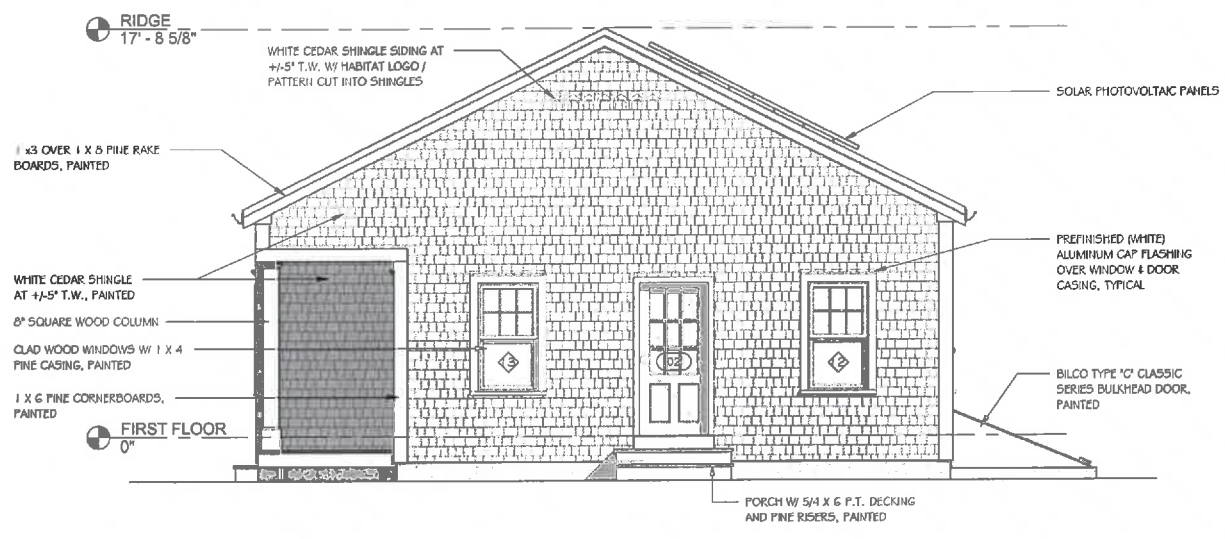 RIDGE
17' - 8 5/8"
WHITE CEDAR SHINGLE SIDING AT
+/-5" T.W. W/ HABITAT LOGO /
PATTERN CUT INTO SHINGLES
SOLAR PHOTOVOLTAIC PANELS
1 x3 OVER 1 X 8 PINE RAKE
BOARDS, PAINTED
PREFINISHED (WHITE)
ALUMINUM CAP FLASHING
OVER WINDOW & DOOR
CASING, TYPICAL
WHITE CEDAR SHINGLE
AT +/-5" T.W., PAINTED
8" SQUARE WOOD COLUMN
CLAD WOOD WINDOWS W/ 1 X 4
PINE CASING, PAINTED
1 X 6 PINE CORNERBOARDS,
PAINTED
13
102
12
BILCO TYPE "C" CLASSIC
SERIES BULKHEAD DOOR,
PAINTED
FIRST FLOOR
0"
PORCH W/ 5/4 X 6 P.T. DECKING
AND PINE RISERS, PAINTED